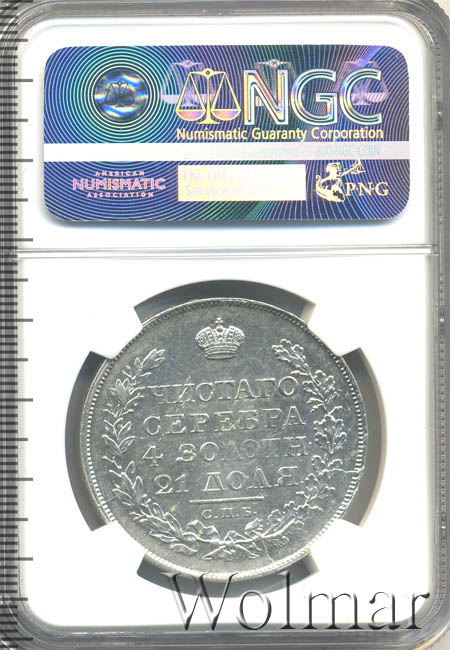 NGC
Numismatic Guaranty Corporation
AMERICAN
NUMISMATIC
ASSOCIATION
The Official
Service of the
PNG
ЧИСТАГО
СЕРЕБРА
4 ЗОЛОТН.
21 ДОЛЯ.
С.П.Б.
Wolmar